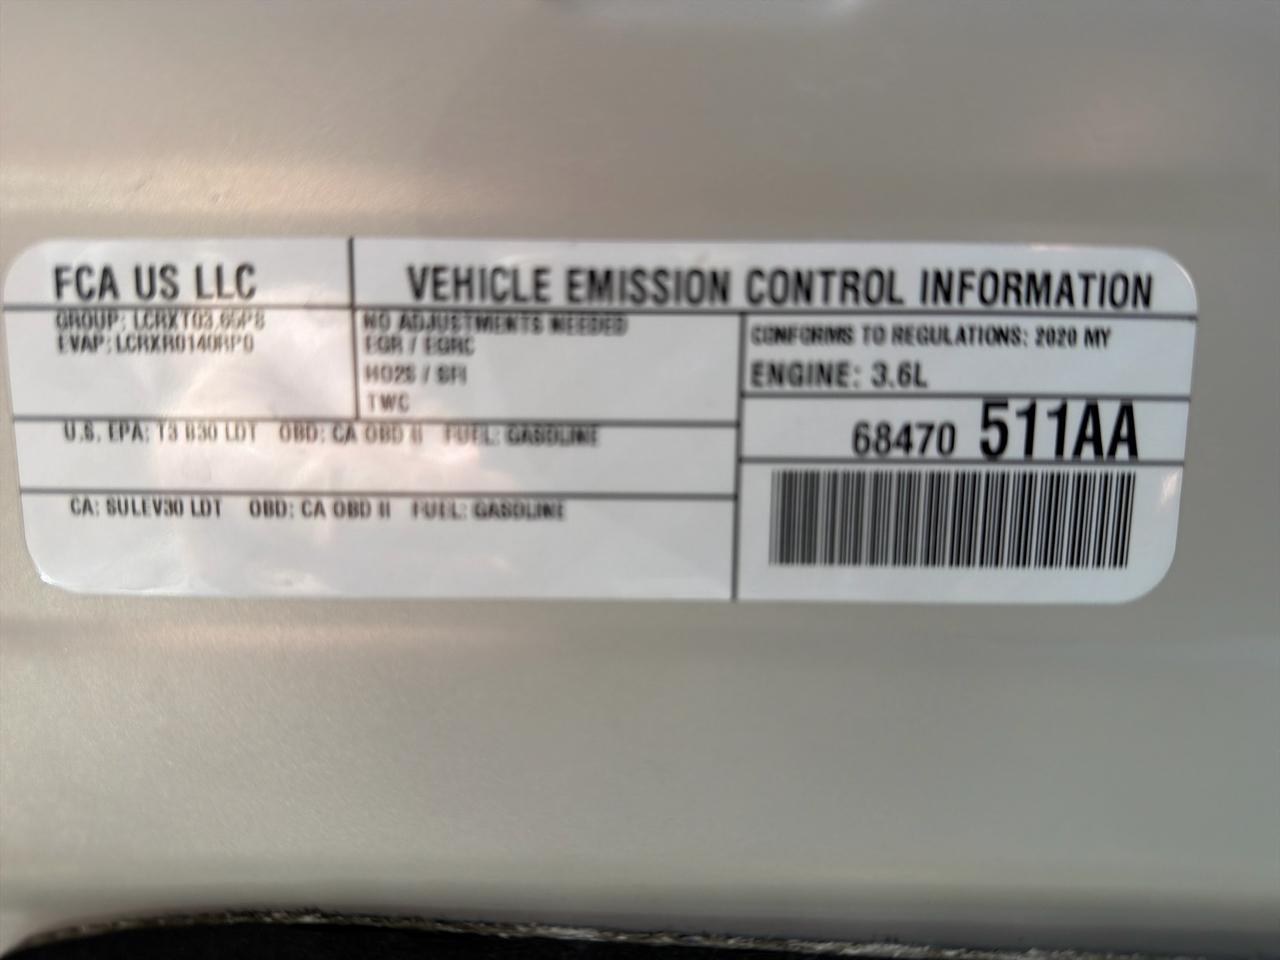 FCA US LLC
VEHICLE EMISSION CONTROL INFORMATION
GROUP: LCRXT03.65P8
EVAP: LCRXR0140RP0
NO ADJUSTMENTS NEEDED
EGR / EGRC
HO2S / SFI
TWC
CONFORMS TO REGULATIONS: 2020 MY
ENGINE: 3.6L
68470 511AA
U.S. EPA: T3 B30 LDT OBD: CA OBD II FUEL: GASOLINE
CA: SULEV30 LDT OBD: CA OBD II FUEL: GASOLINE